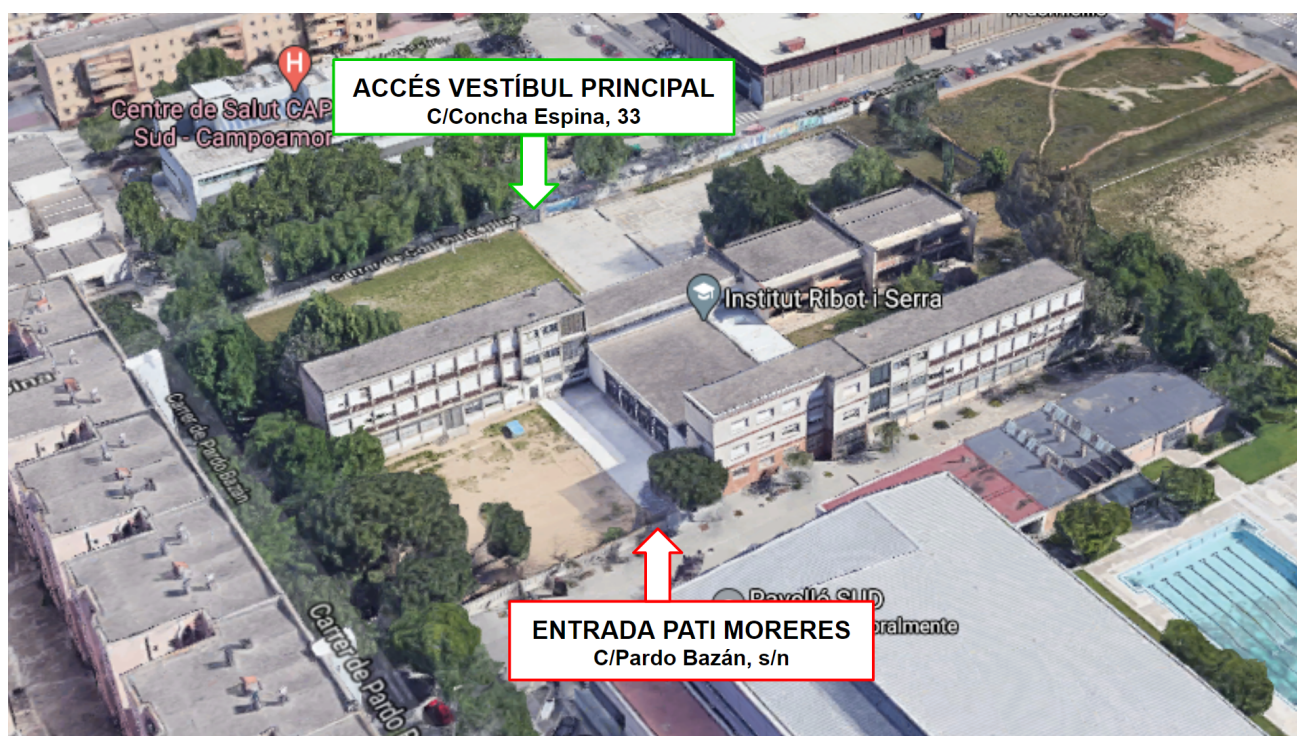 H
Centre de Salut CAP
Sud - Campoamor
ACCÉS VESTÍBUL PRINCIPAL
C/Concha Espina, 33
Institut Ribot i Serra
Carrer de Pardo Bazán
Pavelló SUD
oralmente
ENTRADA PATI MORERES
C/Pardo Bazán, s/n
Carrer de Pardo